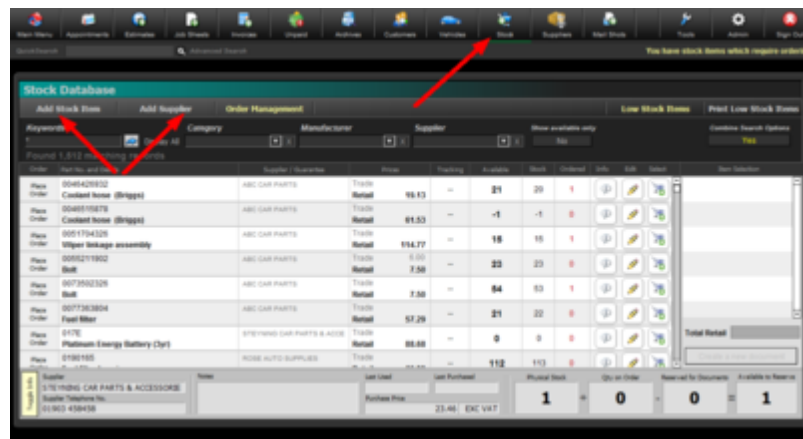 Main Menu Appointments Estimates Job Sheets Invoices Unpaid Archives Customers Vehicles Stock Suppliers Mail Shots Tools Admin Sign Out
QuickSearch Advanced Search You have stock items which require orderi
Stock Database
Add Stock Item Add Supplier Order Management Low Stock Items Print Low Stock Items
Keywords Category Manufacturer Supplier Show available only Combine Search Options
Display All No Yes
Found 1,512 matching records
Order Part No. and Supplier / Guarantee Prices Tracking Available Stock Ordered Info Edit Select Item Selection
Place Order 0046426932 Coolant hose (Briggs) ABC CAR PARTS Trade Retail 19.13 -- 21 20 1
Place Order 0046515878 Coolant hose (Briggs) ABC CAR PARTS Trade Retail 61.53 -- -1 -1 0
Place Order 0051704326 Wiper linkage assembly ABC CAR PARTS Trade Retail 114.77 -- 16 15 1
Place Order 0055211902 Bolt ABC CAR PARTS Trade 6.00 Retail 7.50 -- 23 23 0
Place Order 0073502326 Bolt ABC CAR PARTS Trade Retail 7.50 -- 54 53 1
Place Order 0077363804 Fuel filter ABC CAR PARTS Trade Retail 57.29 -- 21 22 0
Place Order 017E Platinum Energy Battery (3yr) STEYNING CAR PARTS & ACCE Trade Retail 88.68 -- 0 0 0
Total Retail
Place 0190165 ROSE AUTO SUPPLIES Trade 112 113 0
Create a new document
Toggle Info Supplier Notes Last Used Last Purchased Physical Stock Qty on Order Reserved for Documents Available to Reserve
STEYNING CAR PARTS & ACCESSORIE
Supplier Telephone No. Purchase Price 1 + 0 - 0 = 1
01903 438458 23.46 EXC VAT